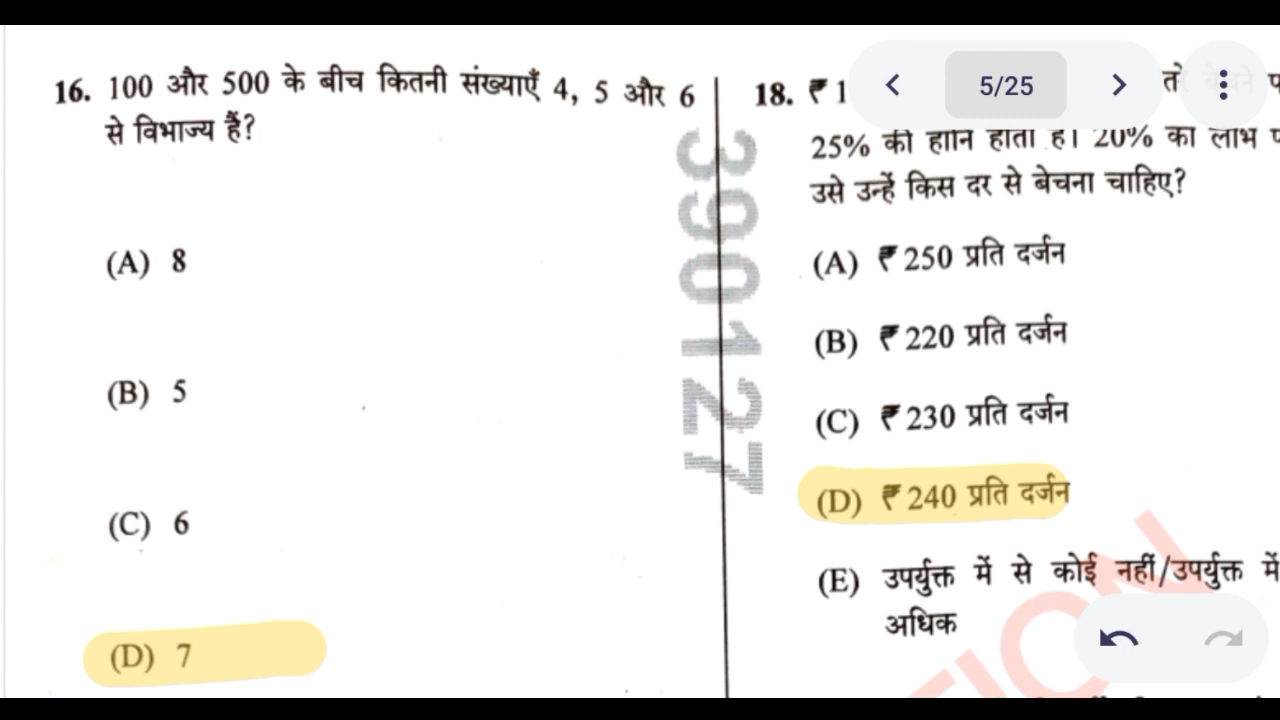 16. 100 और 500 के बीच कितनी संख्याएँ 4, 5 और 6
से विभाज्य हैं?
(A) 8
(B) 5
(C) 6
(D) 7
390127
18. ₹ 1
5/25
25% की हानि होती है। 20% का लाभ
उसे उन्हें किस दर से बेचना चाहिए?
(A) ₹ 250 प्रति दर्जन
(B) ₹ 220 प्रति दर्जन
(C) ₹ 230 प्रति दर्जन
(D) ₹ 240 प्रति दर्जन
(E) उपर्युक्त में से कोई नहीं/उपर्युक्त में
अधिक
TION